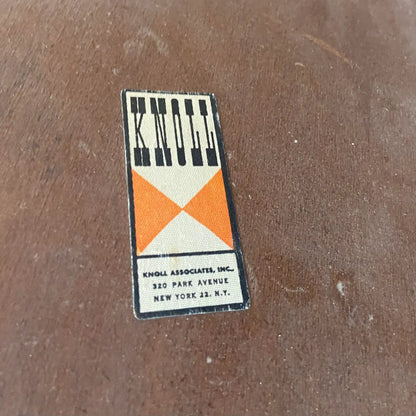 KNOLL
KNOLL ASSOCIATES, INC.,
320 PARK AVENUE
NEW YORK 22, N.Y.